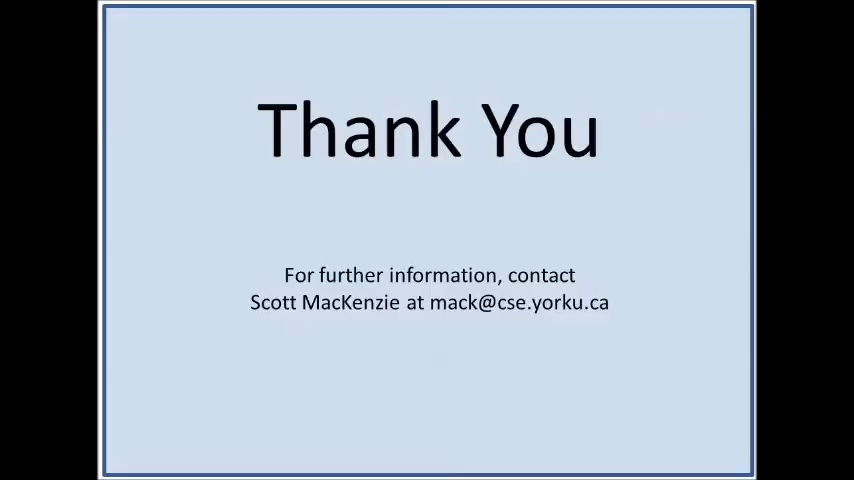 Thank You
For further information, contact
Scott MacKenzie at mack@cse.yorku.ca